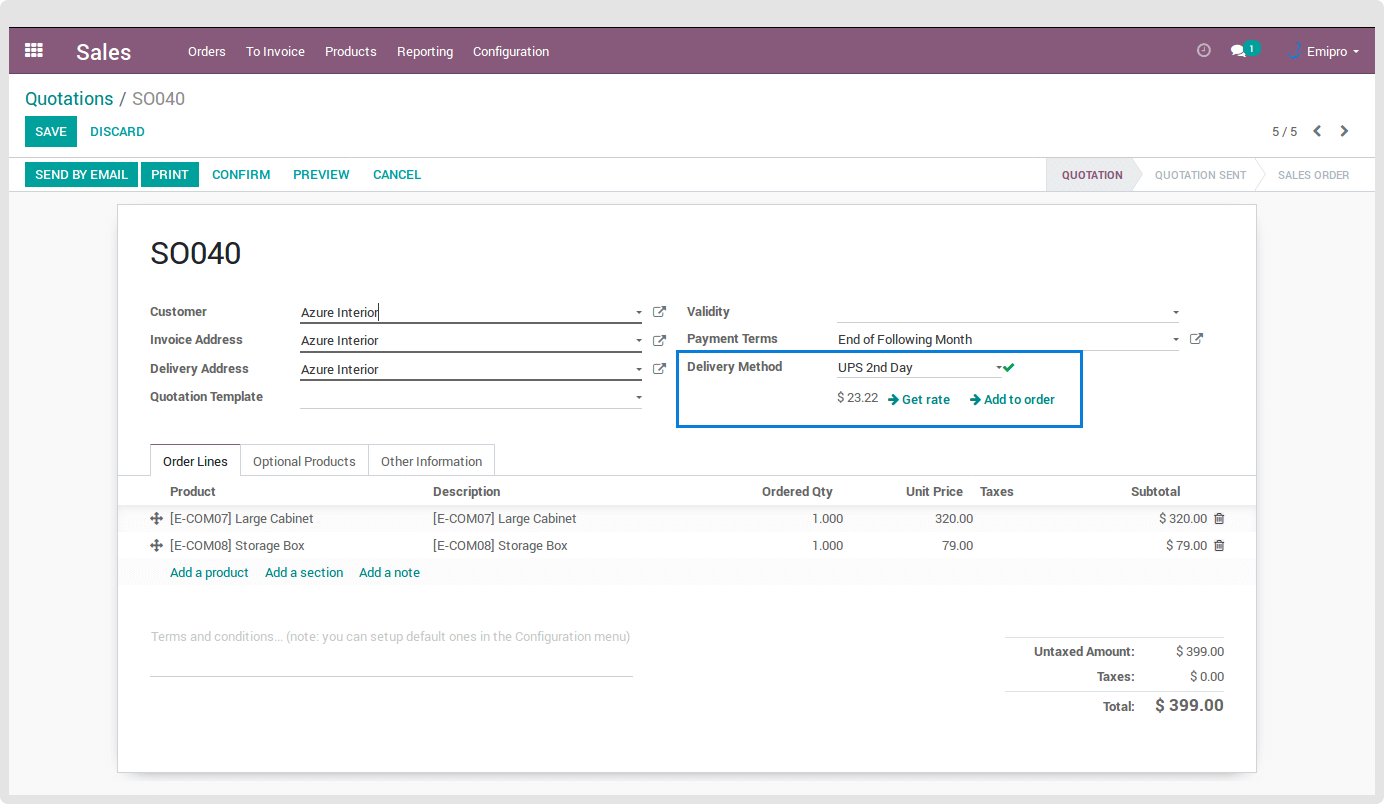 Sales Orders To Invoice Products Reporting Configuration 1 Emipro
Quotations / SO040
SAVE DISCARD 5 / 5
SEND BY EMAIL PRINT CONFIRM PREVIEW CANCEL QUOTATION QUOTATION SENT SALES ORDER
SO040
Customer Azure Interior Validity
Invoice Address Azure Interior Payment Terms End of Following Month
Delivery Address Azure Interior Delivery Method UPS 2nd Day
Quotation Template $ 23.22 Get rate Add to order
Order Lines Optional Products Other Information
Product Description Ordered Qty Unit Price Taxes Subtotal
[E-COM07] Large Cabinet [E-COM07] Large Cabinet 1.000 320.00 $ 320.00
[E-COM08] Storage Box [E-COM08] Storage Box 1.000 79.00 $ 79.00
Add a product Add a section Add a note
Terms and conditions... (note: you can setup default ones in the Configuration menu)
Untaxed Amount: $ 399.00
Taxes: $ 0.00
Total: $ 399.00